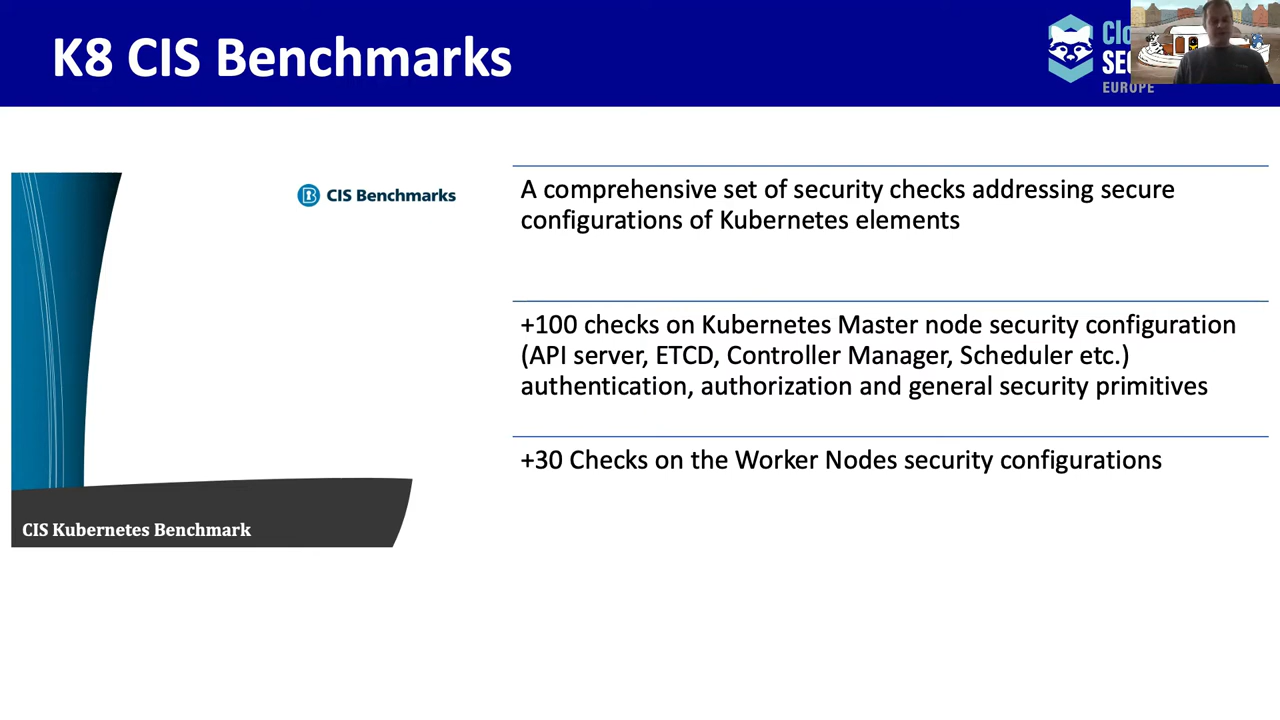 K8 CIS Benchmarks
EUROPE
CIS Benchmarks
A comprehensive set of security checks addressing secure
configurations of Kubernetes elements
+100 checks on Kubernetes Master node security configuration
(API server, ETCD, Controller Manager, Scheduler etc.)
authentication, authorization and general security primitives
+30 Checks on the Worker Nodes security configurations
CIS Kubernetes Benchmark